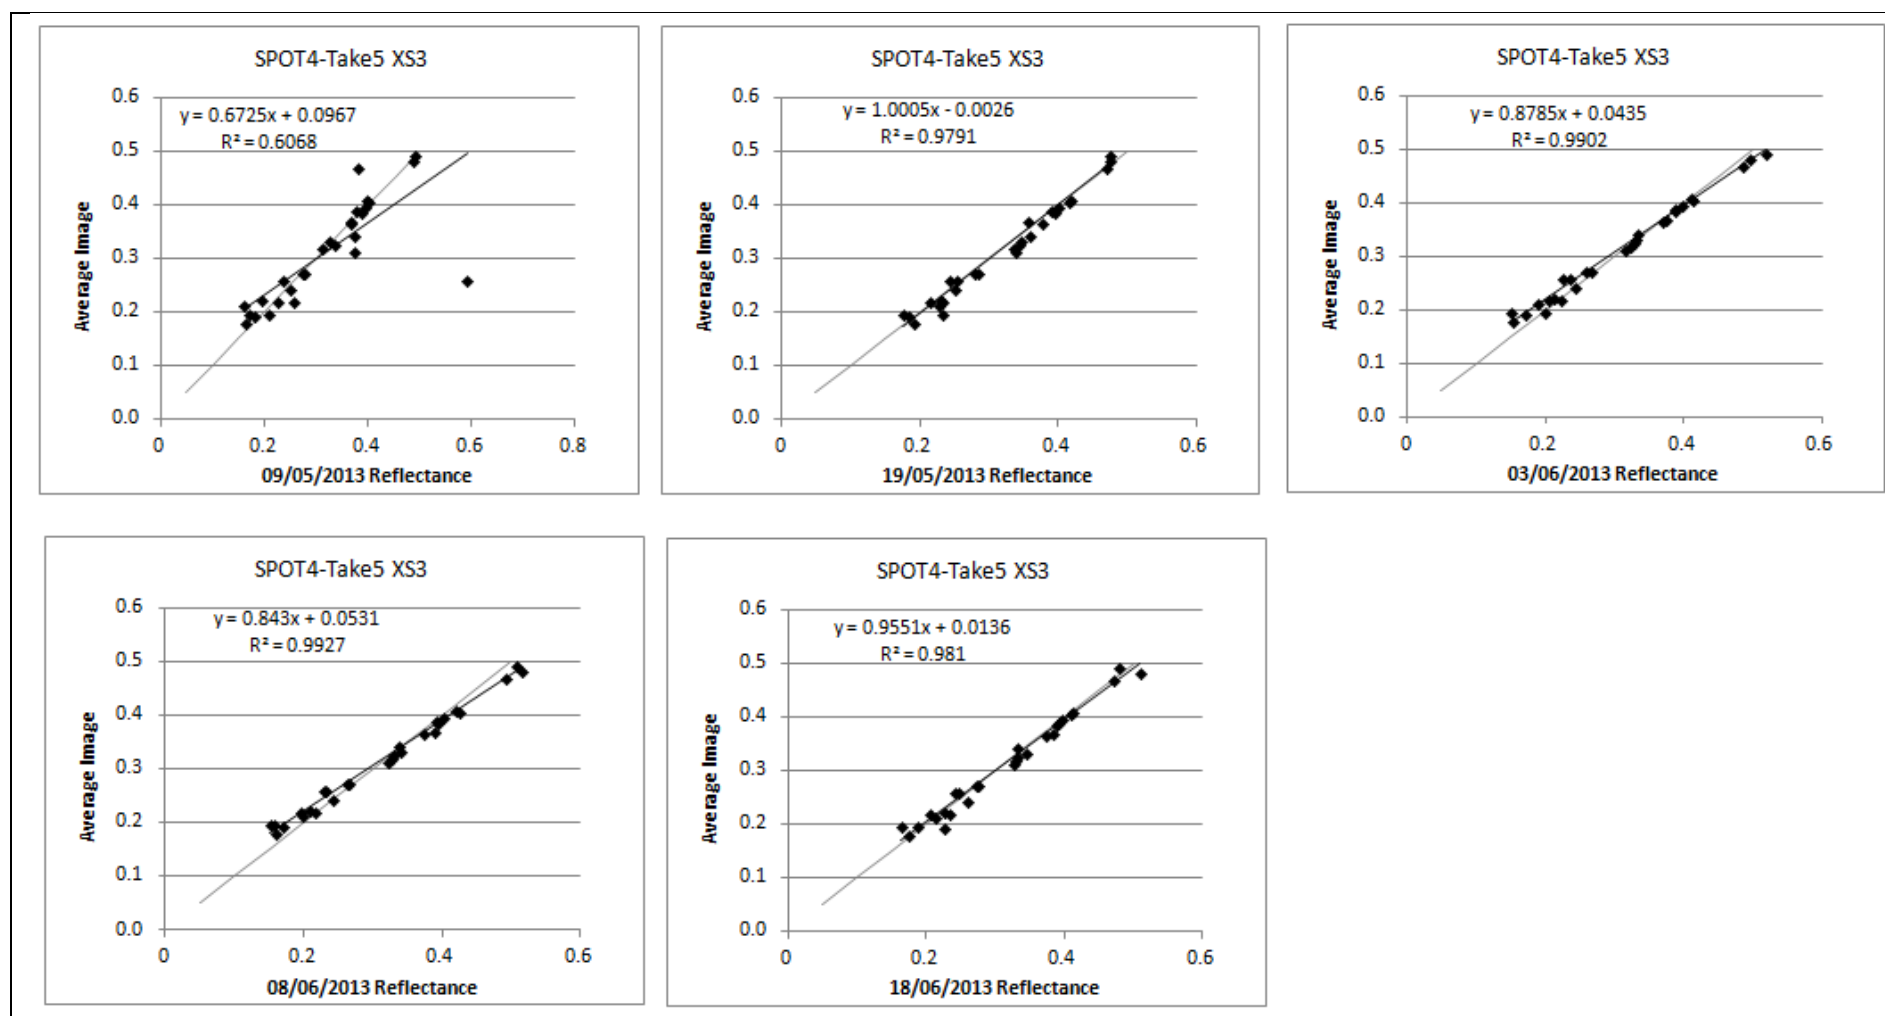 SPOT4-Take5 XS3
y = 0.6725x + 0.0967
R² = 0.6068
0.6
0.5
0.4
0.3
0.2
0.1
0.0
Average Image
0 0.2 0.4 0.6 0.8
09/05/2013 Reflectance
SPOT4-Take5 XS3
y = 1.0005x - 0.0026
R² = 0.9791
0.6
0.5
0.4
0.3
0.2
0.1
0.0
Average Image
0 0.2 0.4 0.6
19/05/2013 Reflectance
SPOT4-Take5 XS3
y = 0.8785x + 0.0435
R² = 0.9902
0.6
0.5
0.4
0.3
0.2
0.1
0.0
Average Image
0 0.2 0.4 0.6
03/06/2013 Reflectance
SPOT4-Take5 XS3
y = 0.843x + 0.0531
R² = 0.9927
0.6
0.5
0.4
0.3
0.2
0.1
0.0
Average Image
0 0.2 0.4 0.6
08/06/2013 Reflectance
SPOT4-Take5 XS3
y = 0.9551x + 0.0136
R² = 0.981
0.6
0.5
0.4
0.3
0.2
0.1
0.0
Average Image
0 0.2 0.4 0.6
18/06/2013 Reflectance